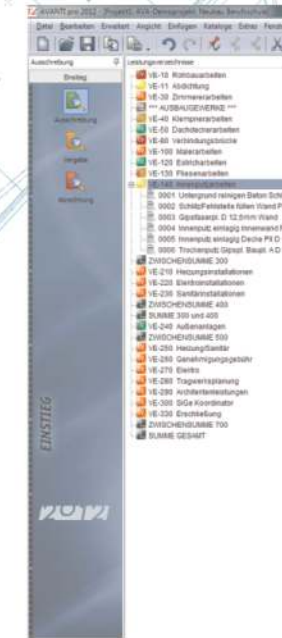 AVANTI.pro 2012 - [Projekt1: AVA-Demoprojekt: Neubau Berufsschule]
Datei Bearbeiten Erweitert Ansicht Einfügen Kataloge Extras Fenster
Ausschreibung
Einstieg
Ausschreibung
Vergabe
Abrechnung
EINSTIEG
2012
Leistungsverzeichnisse
VE-10 Rohbauarbeiten
VE-11 Abdichtung
VE-30 Zimmererarbeiten
*** AUSBAUGEWERKE ***
VE-40 Klempnerarbeiten
VE-50 Dachdeckerarbeiten
VE-60 Verbindungsbrücke
VE-100 Malerarbeiten
VE-120 Estricharbeiten
VE-130 Fliesenarbeiten
VE-140 Innenputzarbeiten
0001 Untergrund reinigen Beton Schl
0002 Schlitz/Fehlstelle füllen Wand P
0003 Gipsfaserpl. D 12,5mm Wand
0004 Innenputz einlagig Innenwand
0005 Innenputz einlagig Decke PII D
0006 Trockenputz Gipspl. Baupl. A D
ZWISCHENSUMME 300
VE-210 Heizungsinstallationen
VE-220 Elektroinstallationen
VE-230 Sanitärinstallationen
ZWISCHENSUMME 400
SUMME 300 und 400
VE-240 Außenanlagen
ZWISCHENSUMME 500
VE-250 Heizung/Sanitär
VE-260 Genehmigungsgebühr
VE-270 Elektro
VE-280 Tragwerksplanung
VE-290 Architektenleistungen
VE-300 SiGe Koordinator
VE-330 Erschließung
ZWISCHENSUMME 700
SUMME GESAMT